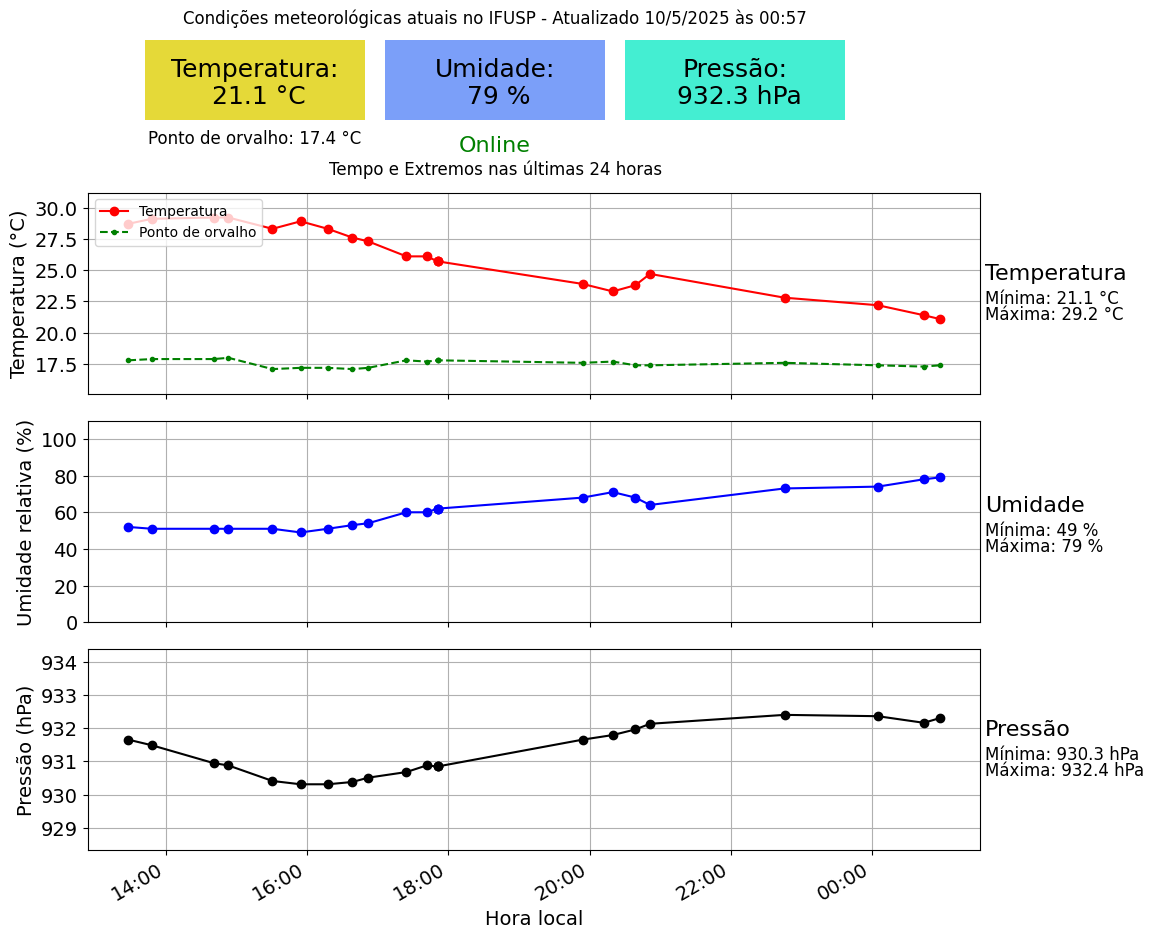 Condições meteorológicas atuais no IFUSP - Atualizado 10/5/2025 às 00:57
Temperatura:
21.1 °C
Umidade:
79 %
Pressão:
932.3 hPa
Ponto de orvalho: 17.4 °C
Online
Tempo e Extremos nas últimas 24 horas
Temperatura (°C)
30.0
27.5
25.0
22.5
20.0
17.5
Temperatura
Ponto de orvalho
Temperatura
Mínima: 21.1 °C
Máxima: 29.2 °C
Umidade relativa (%)
100
80
60
40
20
0
Umidade
Mínima: 49 %
Máxima: 79 %
Pressão (hPa)
934
933
932
931
930
929
Pressão
Mínima: 930.3 hPa
Máxima: 932.4 hPa
14:00
16:00
18:00
20:00
22:00
00:00
Hora local